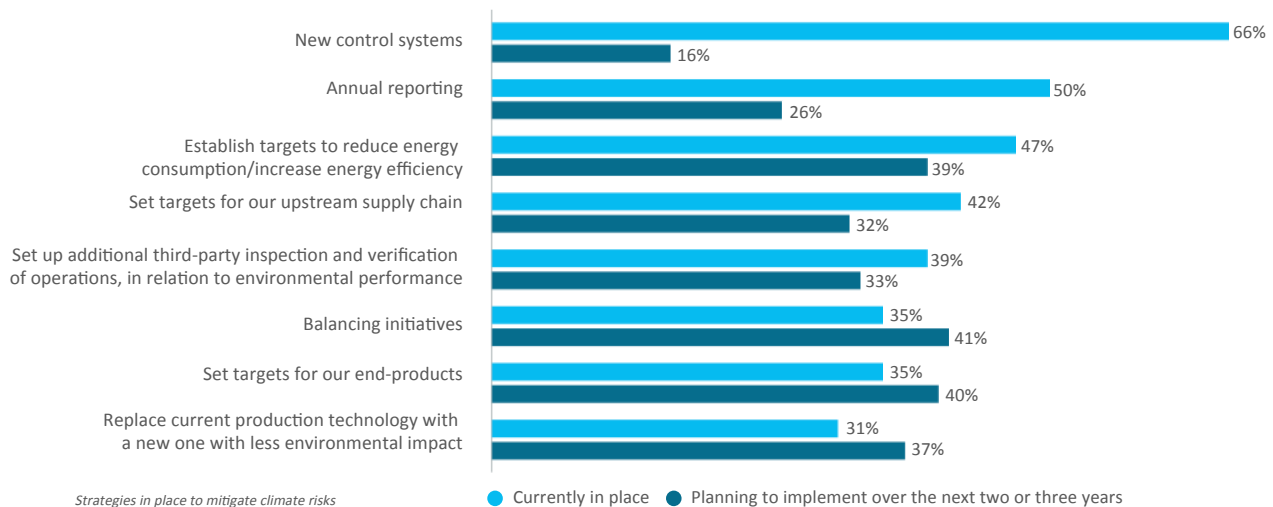 New control systems
66%
16%
Annual reporting
50%
26%
Establish targets to reduce energy
consumption/increase energy efficiency
47%
39%
Set targets for our upstream supply chain
42%
32%
Set up additional third-party inspection and verification
of operations, in relation to environmental performance
39%
33%
Balancing initiatives
35%
41%
Set targets for our end-products
35%
40%
Replace current production technology with
a new one with less environmental impact
31%
37%
Strategies in place to mitigate climate risks
Currently in place
Planning to implement over the next two or three years